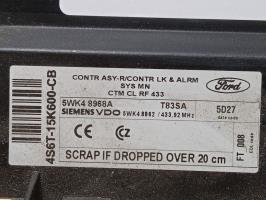 CONTR ASY-R/CONTR LK & ALRM
SYS MN
CTM CL RF 433
Ford
5WK4 8968A T83SA 5D27
SIEMENS VDO 5WK4 8962 / 433,92 MHz
4S6T-15K600-CB
CE
FT 008
SCRAP IF DROPPED OVER 20 cm